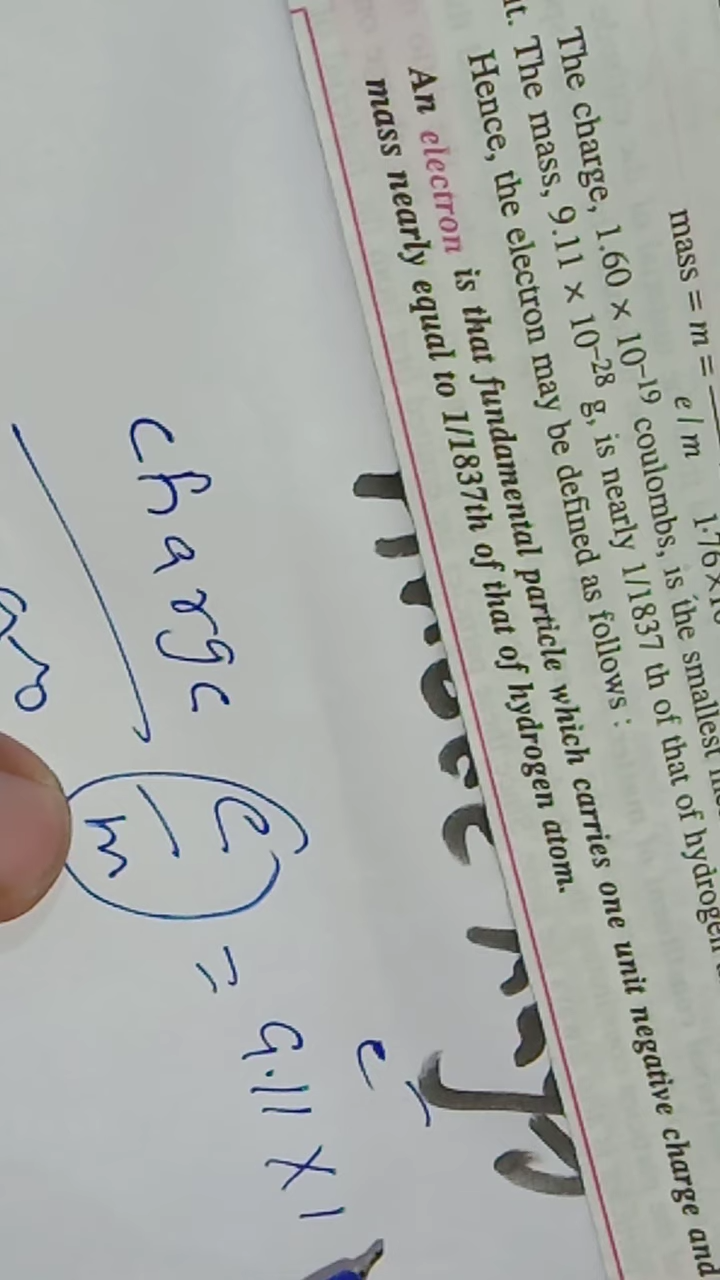 mass = m = e / m 1·76×10
The charge, 1.60 × 10–19 coulombs, is the smallest
The mass, 9.11 × 10–28 g, is nearly 1/1837 th of that of hydrogen
Hence, the electron may be defined as follows :
An electron is that fundamental particle which carries one unit negative charge and
mass nearly equal to 1/1837th of that of hydrogen atom.
e–
charge
e
m
= 9.11 × 1